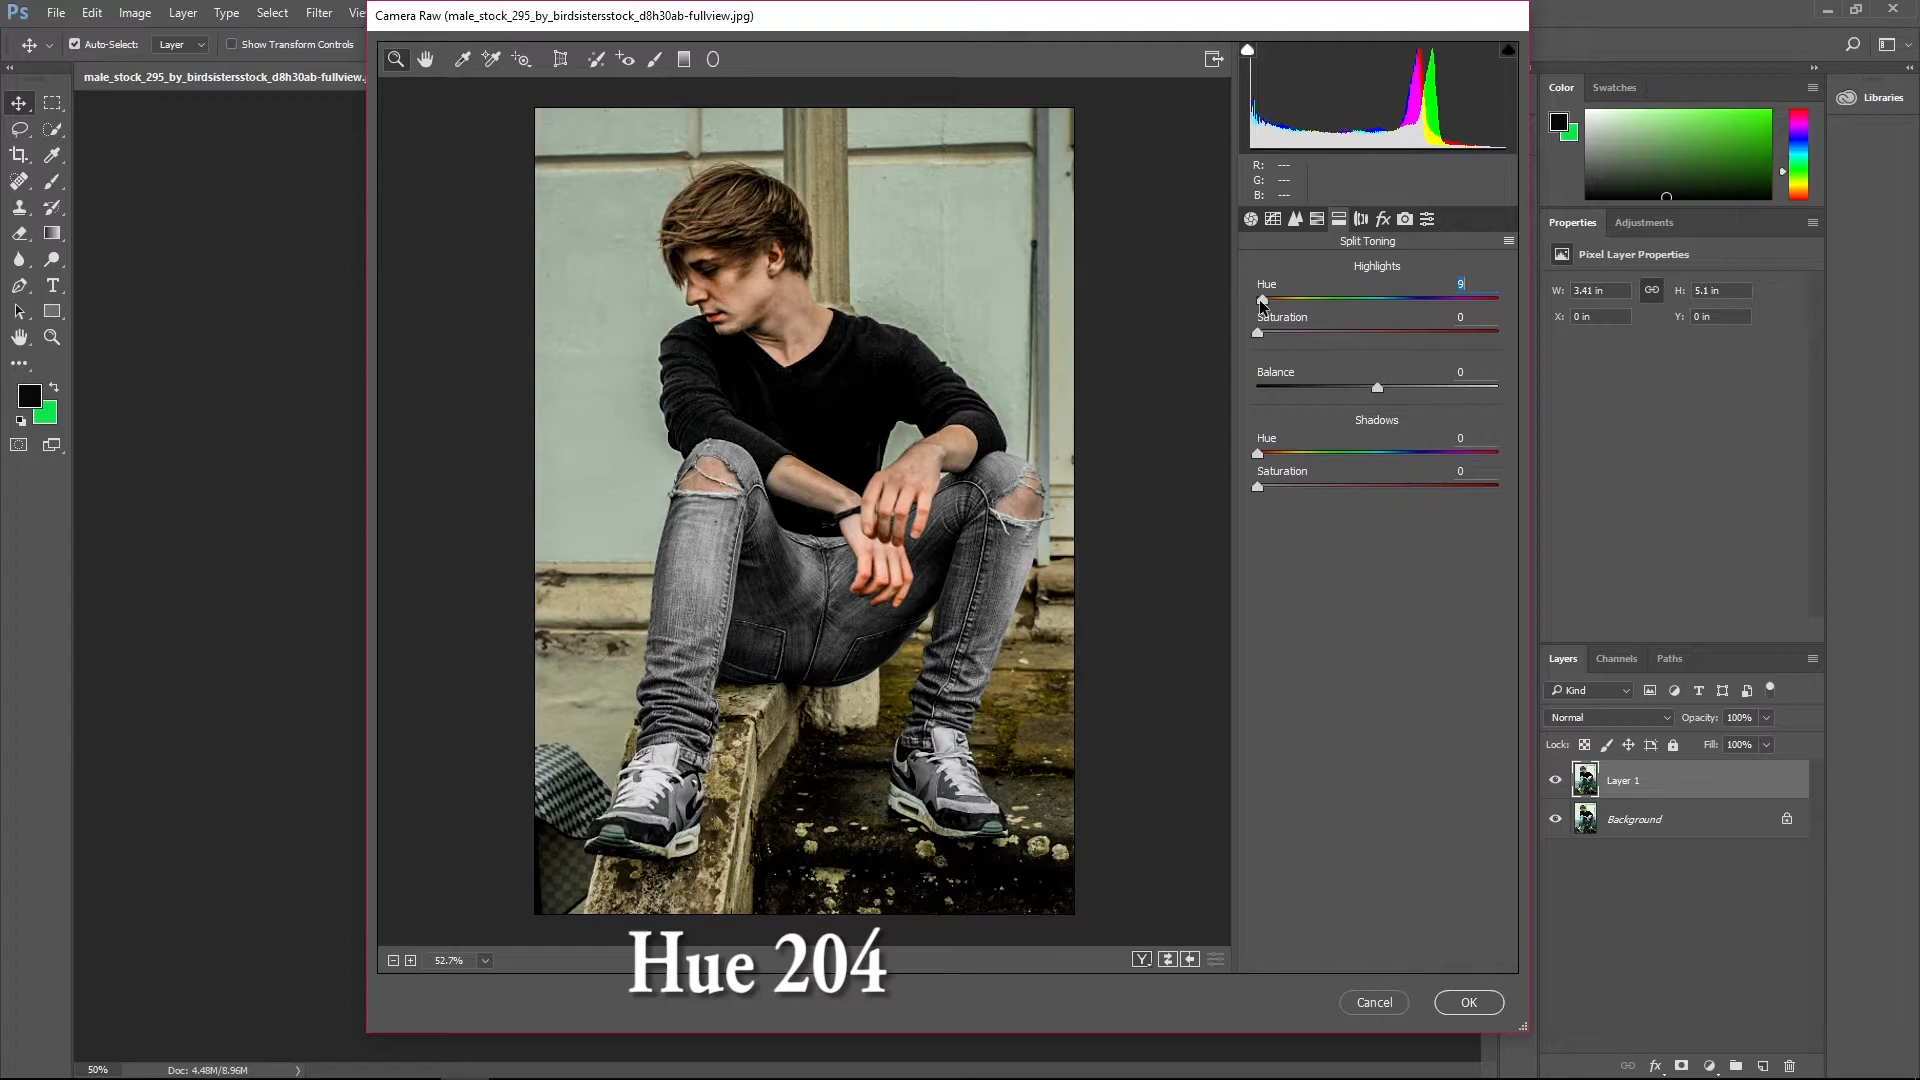 Ps File Edit Image Layer Type Select Filter
Camera Raw (male_stock_295_by_birdsistersstock_d8h30ab-fullview.jpg)
Auto-Select: Layer Show Transform Controls
male_stock_295_by_birdsistersstock_d8h30ab-fullview.
Color Swatches
Libraries
R: ---
G: ---
B: ---
Split Toning
Highlights
Hue 9
Saturation 0
Balance 0
Shadows
Hue 0
Saturation 0
Properties Adjustments
Pixel Layer Properties
W: 3.41 in H: 5.1 in
X: 0 in Y: 0 in
Layers Channels Paths
Kind
Normal Opacity: 100%
Lock: Fill: 100%
Layer 1
Background
52.7%
Y
Hue 204
Cancel OK
50% Doc: 4.48M/8.96M
fx